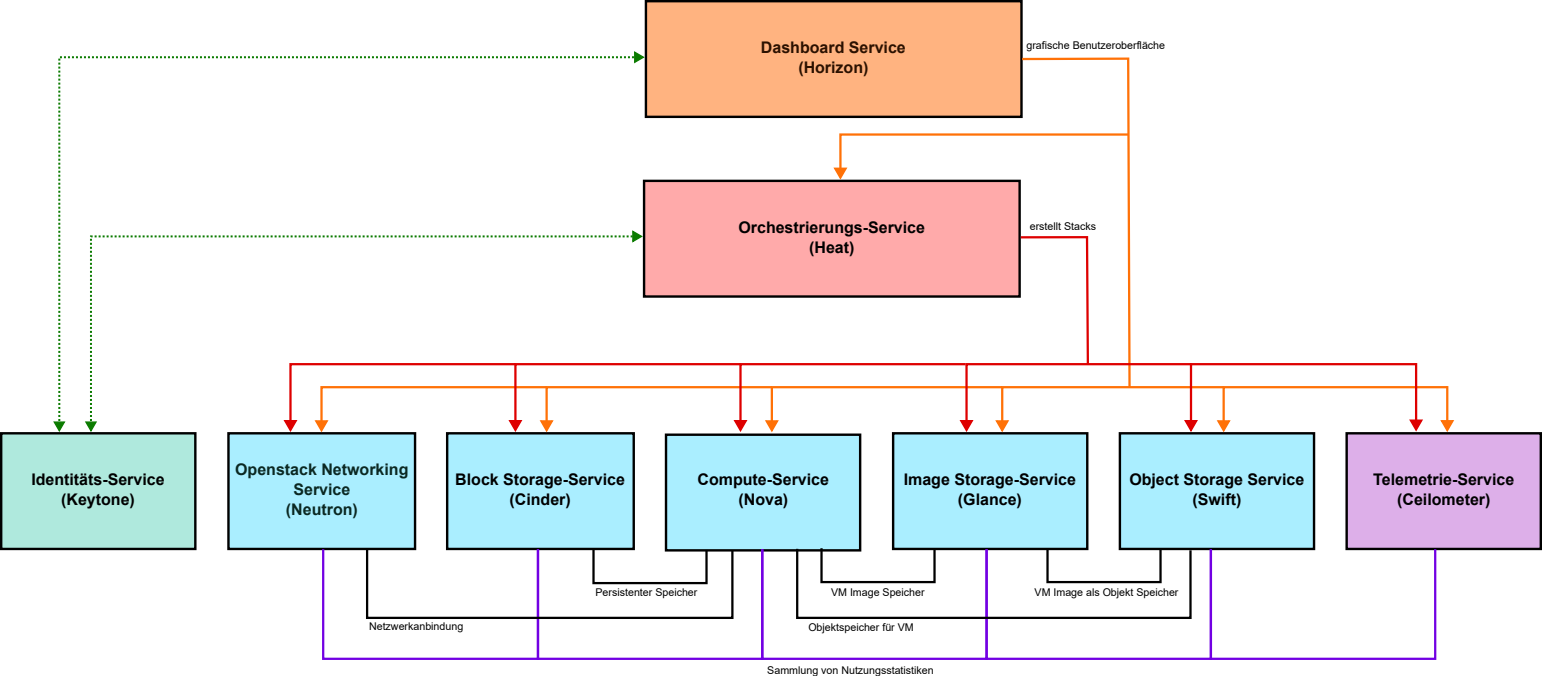 Dashboard Service
(Horizon)
grafische Benutzeroberfläche
Orchestrierungs-Service
(Heat)
erstellt Stacks
Identitäts-Service
(Keytone)
Openstack Networking
Service
(Neutron)
Block Storage-Service
(Cinder)
Compute-Service
(Nova)
Image Storage-Service
(Glance)
Object Storage Service
(Swift)
Telemetrie-Service
(Ceilometer)
Persistenter Speicher
VM Image Speicher
VM Image als Objekt Speicher
Netzwerkanbindung
Objektspeicher für VM
Sammlung von Nutzungsstatistiken